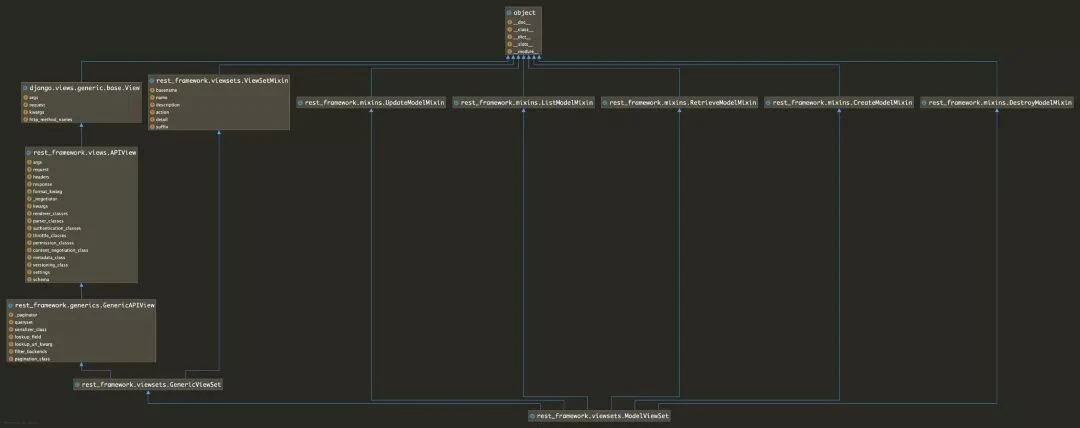 object
__doc__
__class__
__dict__
__slots__
__module__
django.views.generic.base.View
args
request
kwargs
http_method_names
rest_framework.viewsets.ViewSetMixin
basename
name
description
action
detail
suffix
rest_framework.mixins.UpdateModelMixin
rest_framework.mixins.ListModelMixin
rest_framework.mixins.RetrieveModelMixin
rest_framework.mixins.CreateModelMixin
rest_framework.mixins.DestroyModelMixin
rest_framework.views.APIView
args
request
headers
response
format_kwarg
_negotiator
kwargs
renderer_classes
parser_classes
authentication_classes
throttle_classes
permission_classes
content_negotiation_class
metadata_class
versioning_class
settings
schema
rest_framework.generics.GenericAPIView
_paginator
queryset
serializer_class
lookup_field
lookup_url_kwarg
filter_backends
pagination_class
rest_framework.viewsets.GenericViewSet
rest_framework.viewsets.ModelViewSet